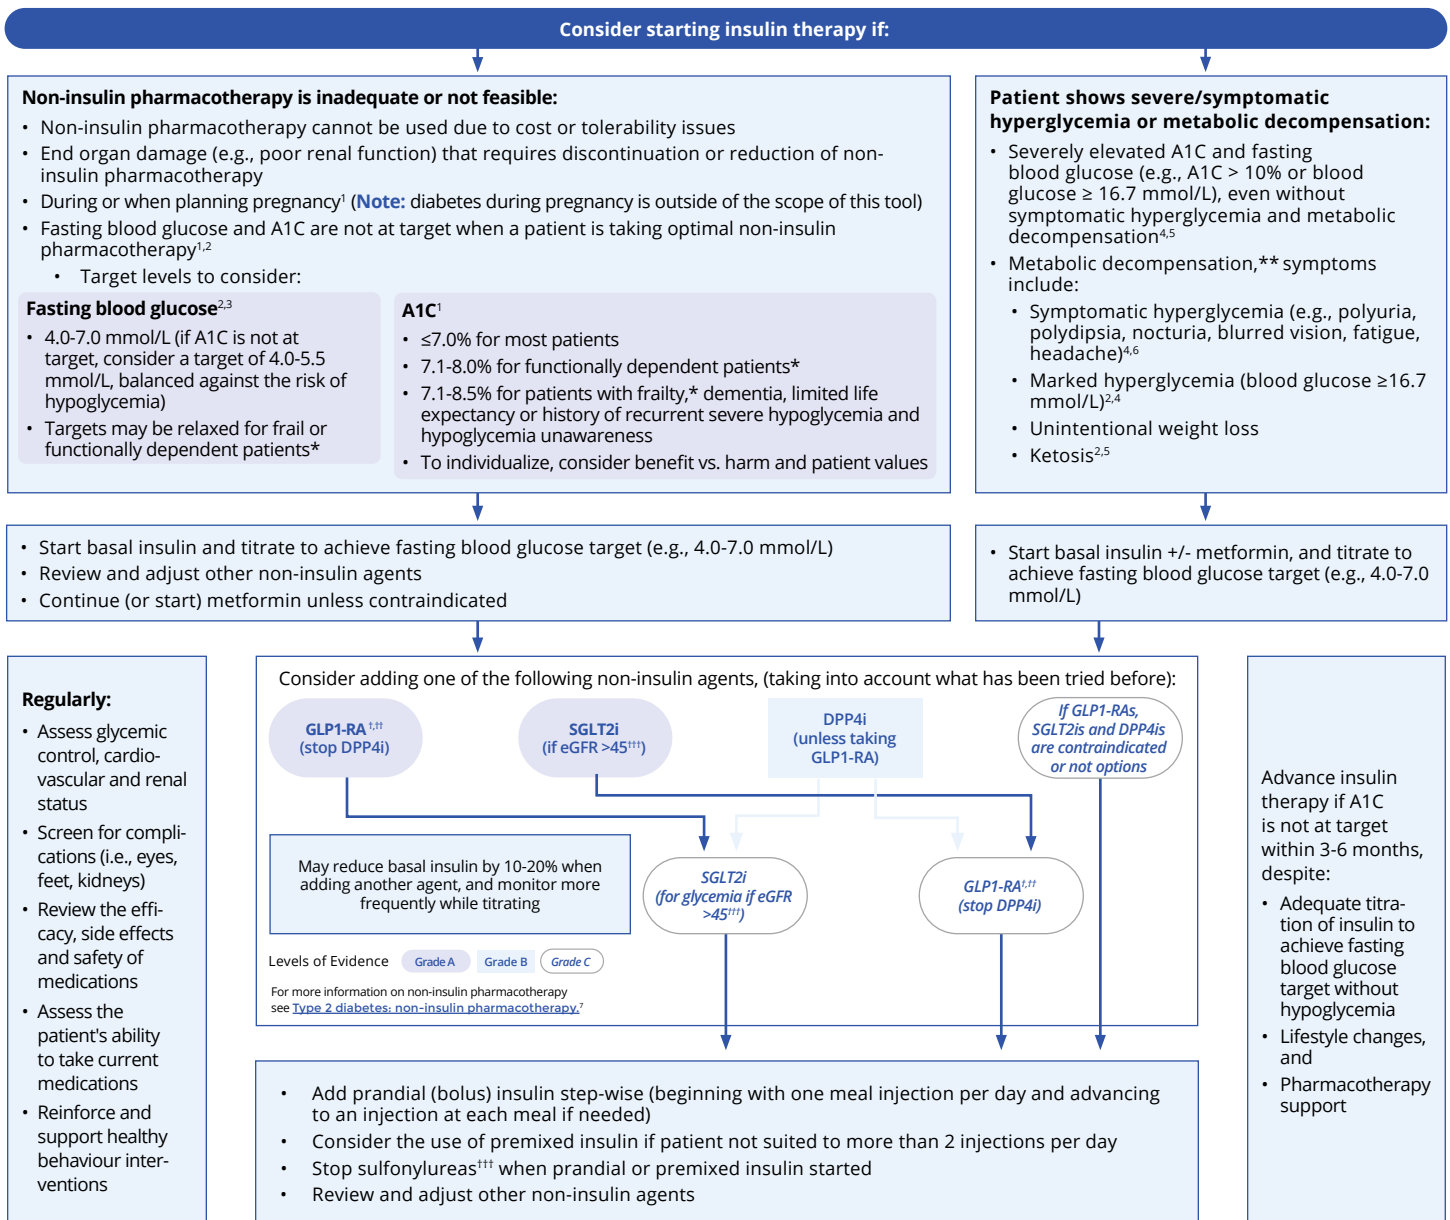 Consider starting insulin therapy if:
Non-insulin pharmacotherapy is inadequate or not feasible:
• Non-insulin pharmacotherapy cannot be used due to cost or tolerability issues
• End organ damage (e.g., poor renal function) that requires discontinuation or reduction of non-
insulin pharmacotherapy
• During or when planning pregnancy¹ (Note: diabetes during pregnancy is outside of the scope of this tool)
• Fasting blood glucose and A1C are not at target when a patient is taking optimal non-insulin
pharmacotherapy¹,²
• Target levels to consider:
Fasting blood glucose²,³
• 4.0-7.0 mmol/L (if A1C is not at
target, consider a target of 4.0-5.5
mmol/L, balanced against the risk of
hypoglycemia)
• Targets may be relaxed for frail or
functionally dependent patients*
A1C¹
• ≤7.0% for most patients
• 7.1-8.0% for functionally dependent patients*
• 7.1-8.5% for patients with frailty,* dementia, limited life
expectancy or history of recurrent severe hypoglycemia and
hypoglycemia unawareness
• To individualize, consider benefit vs. harm and patient values
Patient shows severe/symptomatic
hyperglycemia or metabolic decompensation:
• Severely elevated A1C and fasting
blood glucose (e.g., A1C > 10% or blood
glucose ≥ 16.7 mmol/L), even without
symptomatic hyperglycemia and metabolic
decompensation⁴,⁵
• Metabolic decompensation,** symptoms
include:
• Symptomatic hyperglycemia (e.g., polyuria,
polydipsia, nocturia, blurred vision, fatigue,
headache)⁴,⁶
• Marked hyperglycemia (blood glucose ≥16.7
mmol/L)²,⁴
• Unintentional weight loss
• Ketosis²,⁵
• Start basal insulin and titrate to achieve fasting blood glucose target (e.g., 4.0-7.0 mmol/L)
• Review and adjust other non-insulin agents
• Continue (or start) metformin unless contraindicated
• Start basal insulin +/- metformin, and titrate to
achieve fasting blood glucose target (e.g., 4.0-7.0
mmol/L)
Regularly:
• Assess glycemic
control, cardio-
vascular and renal
status
• Screen for compli-
cations (i.e., eyes,
feet, kidneys)
• Review the effi-
cacy, side effects
and safety of
medications
• Assess the
patient's ability
to take current
medications
• Reinforce and
support healthy
behaviour inter-
ventions
Consider adding one of the following non-insulin agents, (taking into account what has been tried before):
GLP1-RA †,††
(stop DPP4i)
SGLT2i
(if eGFR >45†††)
DPP4i
(unless taking
GLP1-RA)
If GLP1-RAs,
SGLT2is and DPP4is
are contraindicated
or not options
May reduce basal insulin by 10-20% when
adding another agent, and monitor more
frequently while titrating
SGLT2i
(for glycemia if eGFR
>45†††)
GLP1-RA†,††
(stop DPP4i)
Levels of Evidence Grade A Grade B Grade C
For more information on non-insulin pharmacotherapy
see Type 2 diabetes: non-insulin pharmacotherapy.⁷
Advance insulin
therapy if A1C
is not at target
within 3-6 months,
despite:
• Adequate titra-
tion of insulin to
achieve fasting
blood glucose
target without
hypoglycemia
• Lifestyle changes,
and
• Pharmacotherapy
support
• Add prandial (bolus) insulin step-wise (beginning with one meal injection per day and advancing
to an injection at each meal if needed)
• Consider the use of premixed insulin if patient not suited to more than 2 injections per day
• Stop sulfonylureas††† when prandial or premixed insulin started
• Review and adjust other non-insulin agents